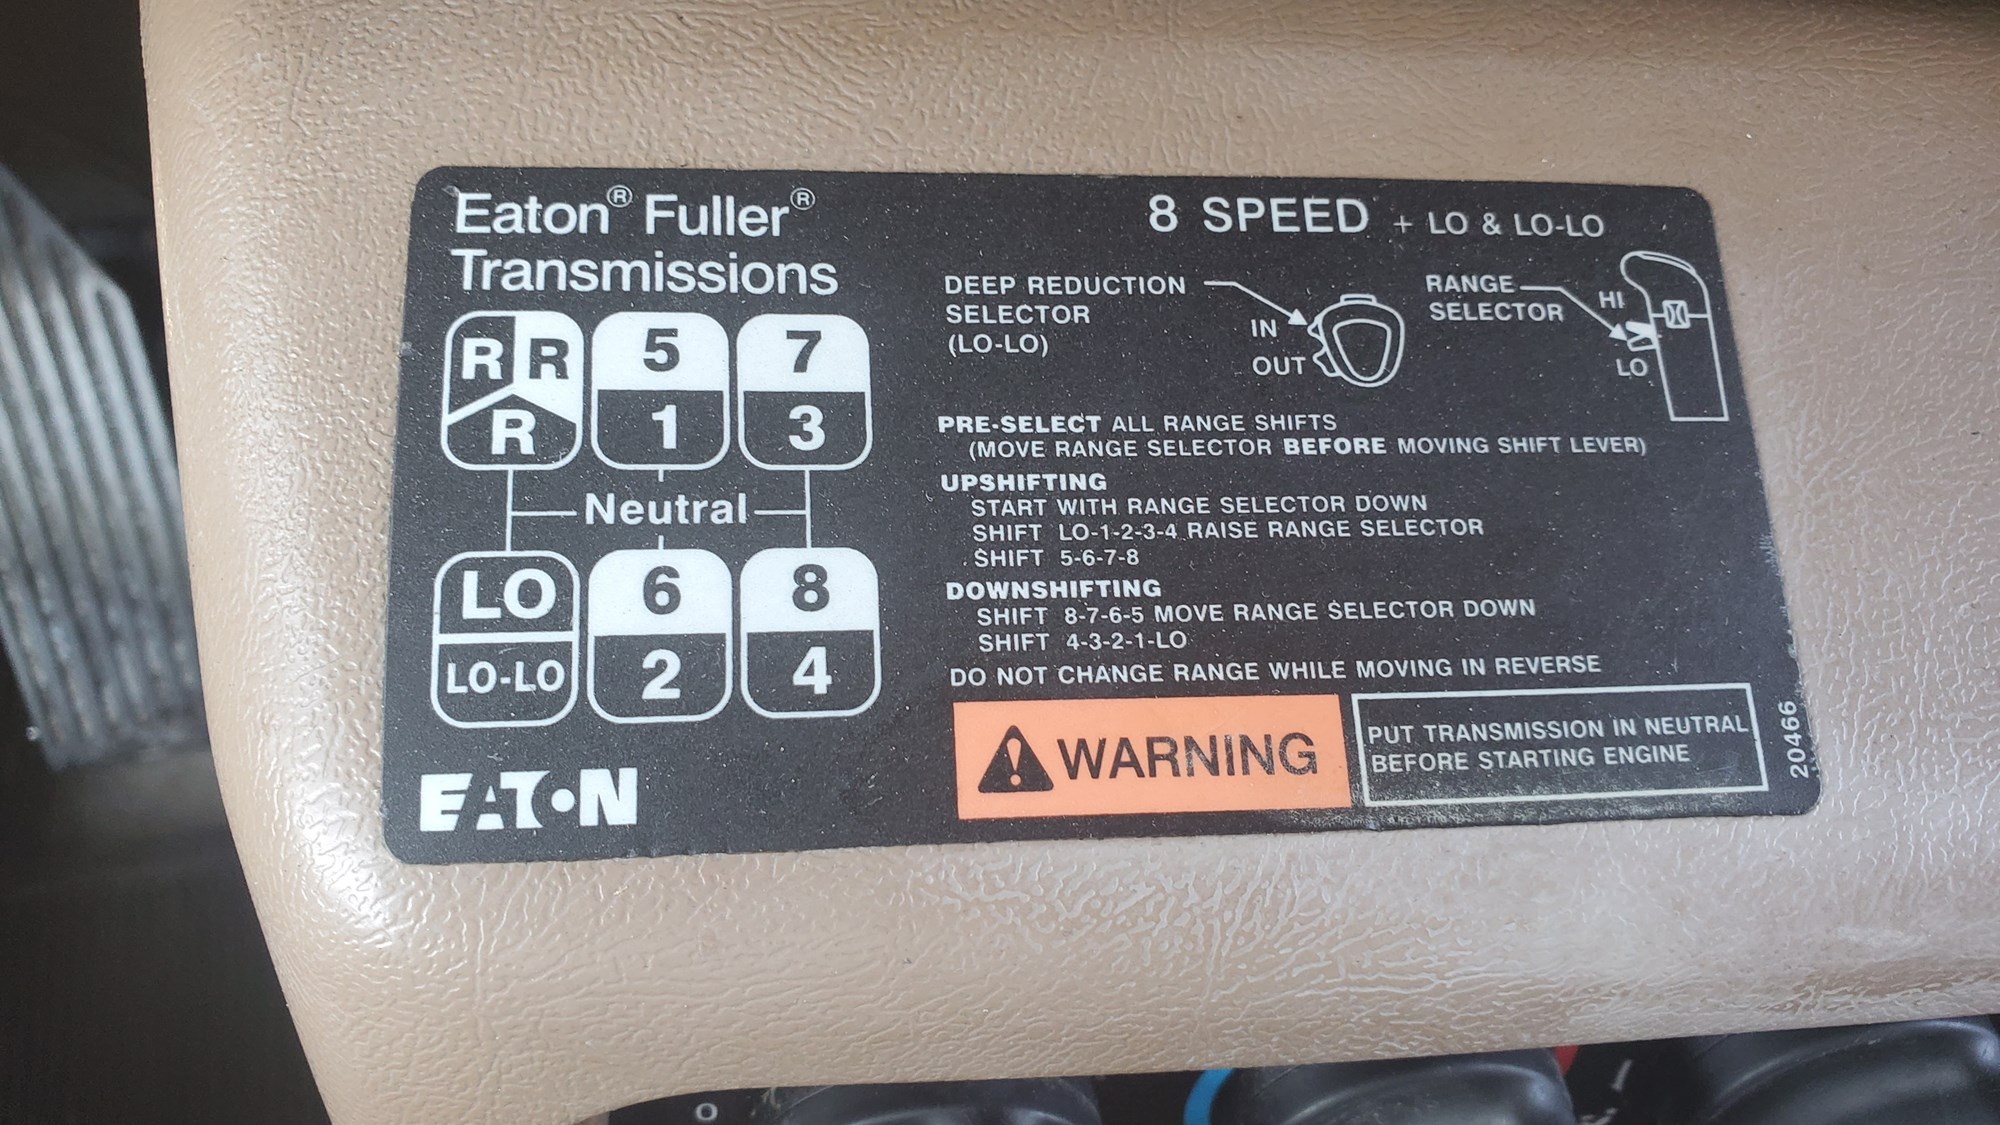 Eaton® Fuller®
Transmissions
R R
R
5
1
7
3
Neutral
LO
LO-LO
6
2
8
4
EATON
8 SPEED + LO & LO-LO
DEEP REDUCTION
SELECTOR
(LO-LO)
IN
OUT
RANGE
SELECTOR
HI
LO
PRE-SELECT ALL RANGE SHIFTS
(MOVE RANGE SELECTOR BEFORE MOVING SHIFT LEVER)
UPSHIFTING
START WITH RANGE SELECTOR DOWN
SHIFT LO-1-2-3-4 RAISE RANGE SELECTOR
SHIFT 5-6-7-8
DOWNSHIFTING
SHIFT 8-7-6-5 MOVE RANGE SELECTOR DOWN
SHIFT 4-3-2-1-LO
DO NOT CHANGE RANGE WHILE MOVING IN REVERSE
WARNING
PUT TRANSMISSION IN NEUTRAL
BEFORE STARTING ENGINE
20466